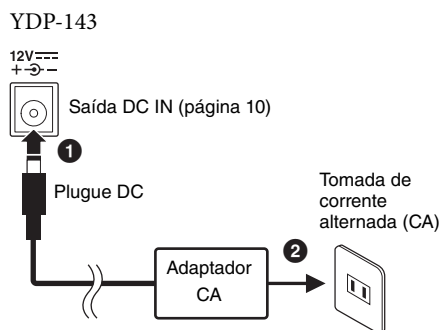 YDP-143
12V
+ -
Saída DC IN (página 10)
1
Plugue DC
Tomada de
corrente
alternada (CA)
2
Adaptador
CA